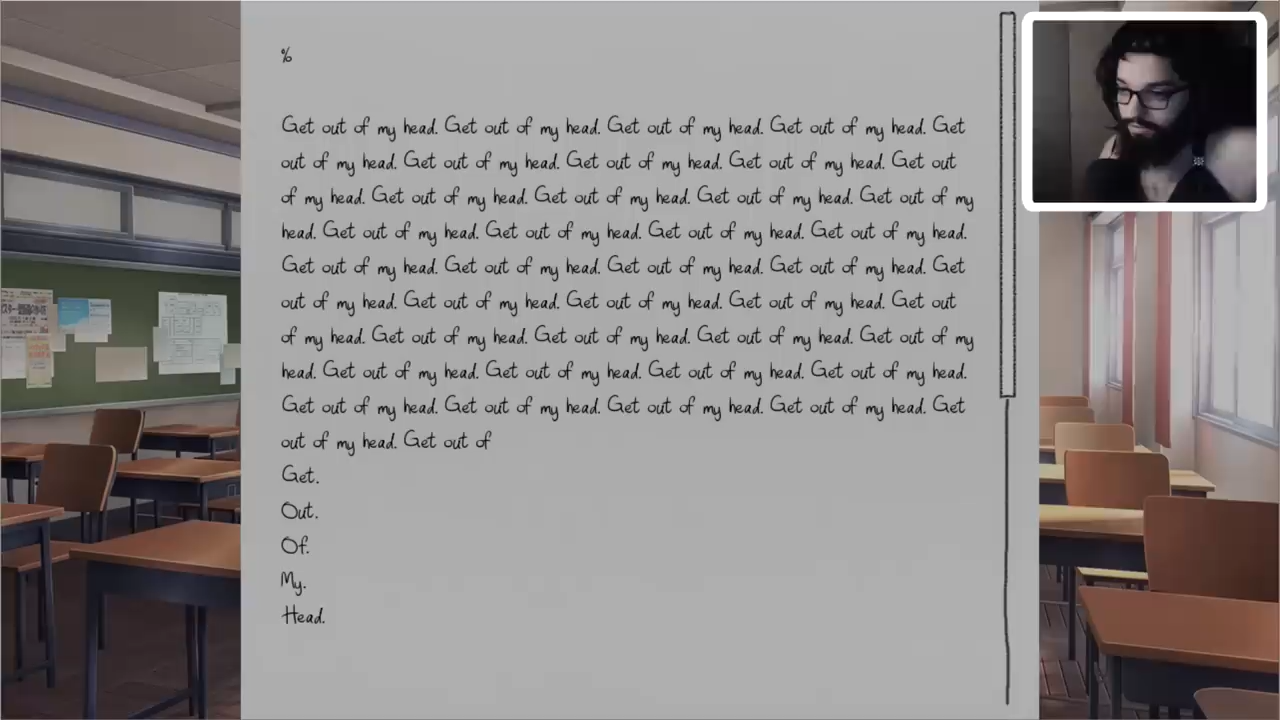 %
Get out of my head. Get out of my head. Get out of my head. Get out of my head. Get
out of my head. Get out of my head. Get out of my head. Get out of my head. Get out
of my head. Get out of my head. Get out of my head. Get out of my head. Get out of my
head. Get out of my head. Get out of my head. Get out of my head. Get out of my head.
Get out of my head. Get out of my head. Get out of my head. Get out of my head. Get
out of my head. Get out of my head. Get out of my head. Get out of my head. Get out
of my head. Get out of my head. Get out of my head. Get out of my head. Get out of my
head. Get out of my head. Get out of my head. Get out of my head. Get out of my head.
Get out of my head. Get out of my head. Get out of my head. Get out of my head. Get
out of my head. Get out of
Get.
Out.
Of.
My.
Head.